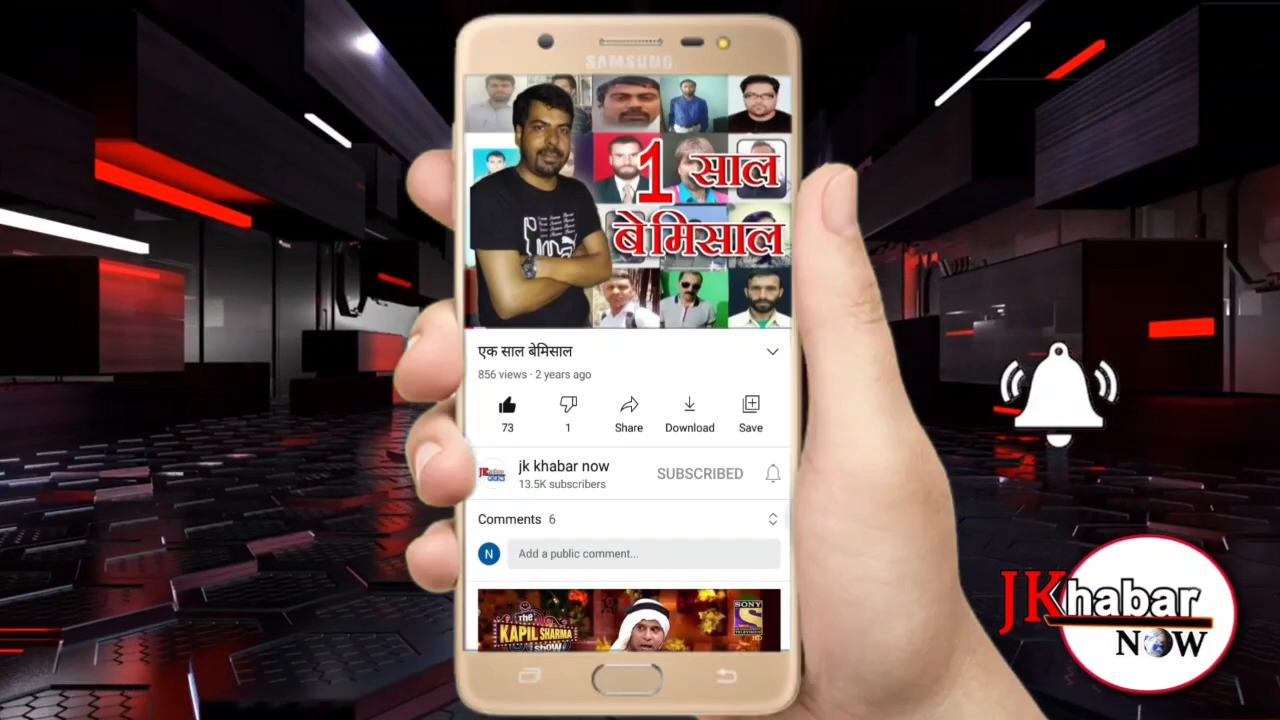 SAMSUNG
1 साल
बेमिसाल
एक साल बेमिसाल
856 views · 2 years ago
73
1
Share
Download
Save
jk khabar now
13.5K subscribers
SUBSCRIBED
Comments 6
N
Add a public comment...
The
KAPIL SHARMA
SHOW
SONY
JKhabar
NOW